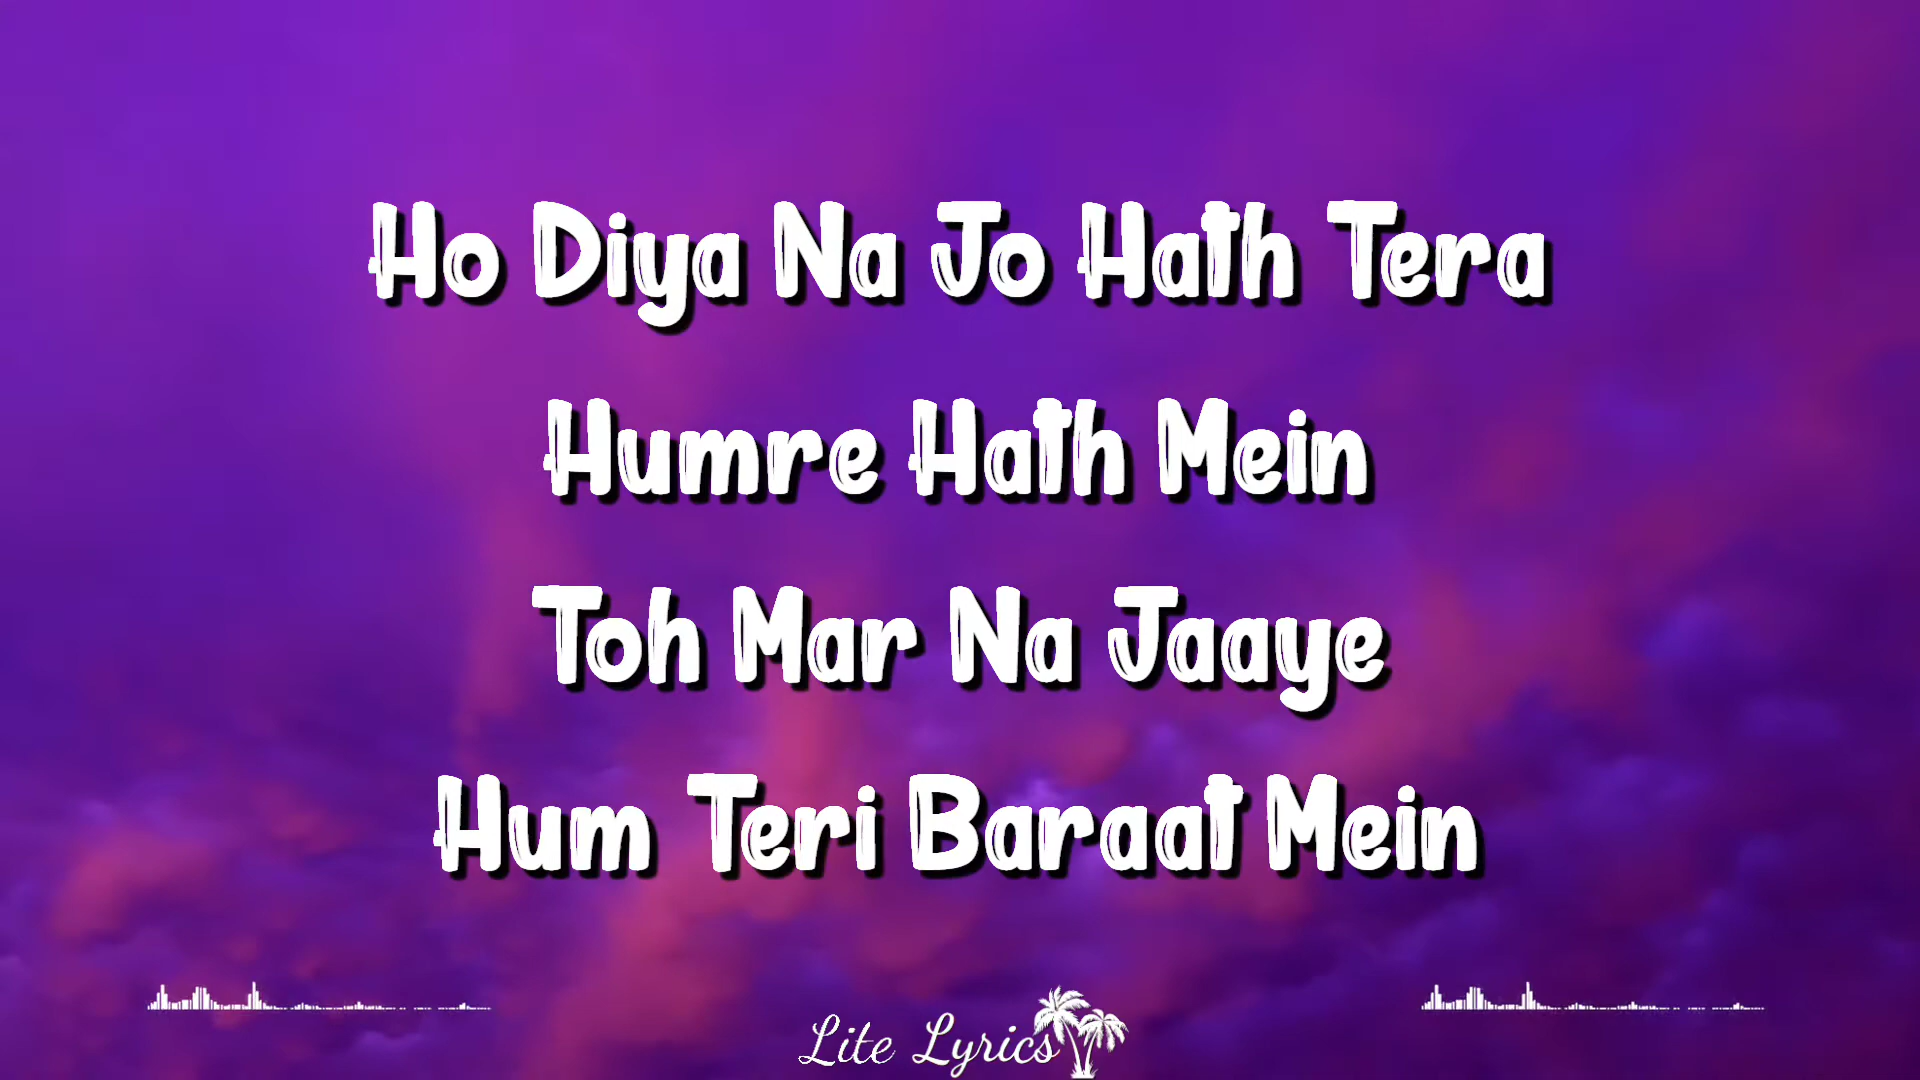 Ho Diya Na Jo Hath Tera
Humre Hath Mein
Toh Mar Na Jaaye
Hum Teri Baraat Mein
Lite Lyrics